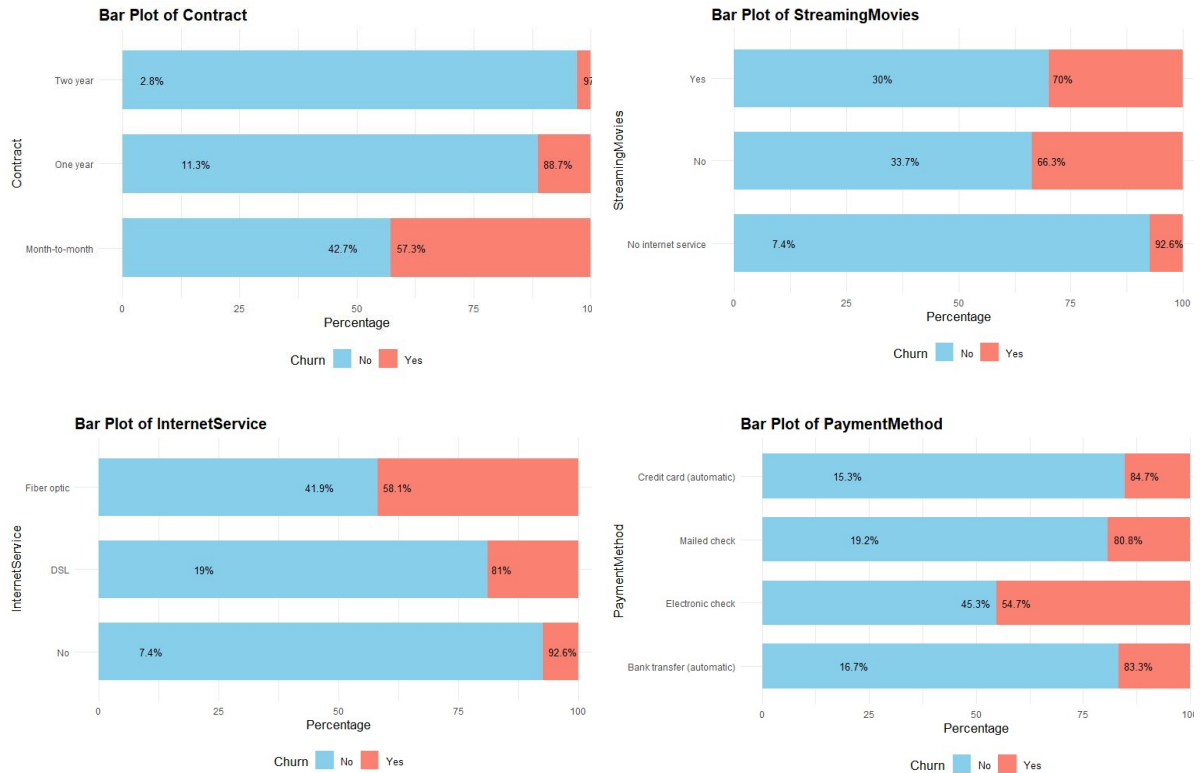 Bar Plot of Contract
Contract
Two year
2.8%
97
One year
11.3%
88.7%
Month-to-month
42.7%
57.3%
0
25
50
75
100
Percentage
Churn No Yes
Bar Plot of StreamingMovies
StreamingMovies
Yes
30%
70%
No
33.7%
66.3%
No internet service
7.4%
92.6%
0
25
50
75
100
Percentage
Churn No Yes
Bar Plot of InternetService
InternetService
Fiber optic
41.9%
58.1%
DSL
19%
81%
No
7.4%
92.6%
0
25
50
75
100
Percentage
Churn No Yes
Bar Plot of PaymentMethod
PaymentMethod
Credit card (automatic)
15.3%
84.7%
Mailed check
19.2%
80.8%
Electronic check
45.3%
54.7%
Bank transfer (automatic)
16.7%
83.3%
0
25
50
75
100
Percentage
Churn No Yes